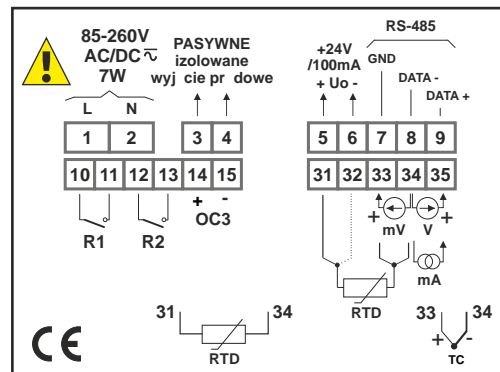 85-260V
AC/DC
7W
L N
PASYWNE
izolowane
wyj cie pr dowe
+24V
/100mA
+ Uo -
RS-485
GND
DATA -
DATA +
1 2 3 4 5 6 7 8 9
10 11 12 13 14 15 31 32 33 34 35
R1 R2
+ -
OC3
+ mV V +
mA
RTD
31 34
RTD
33 34
+ -
TC
CE